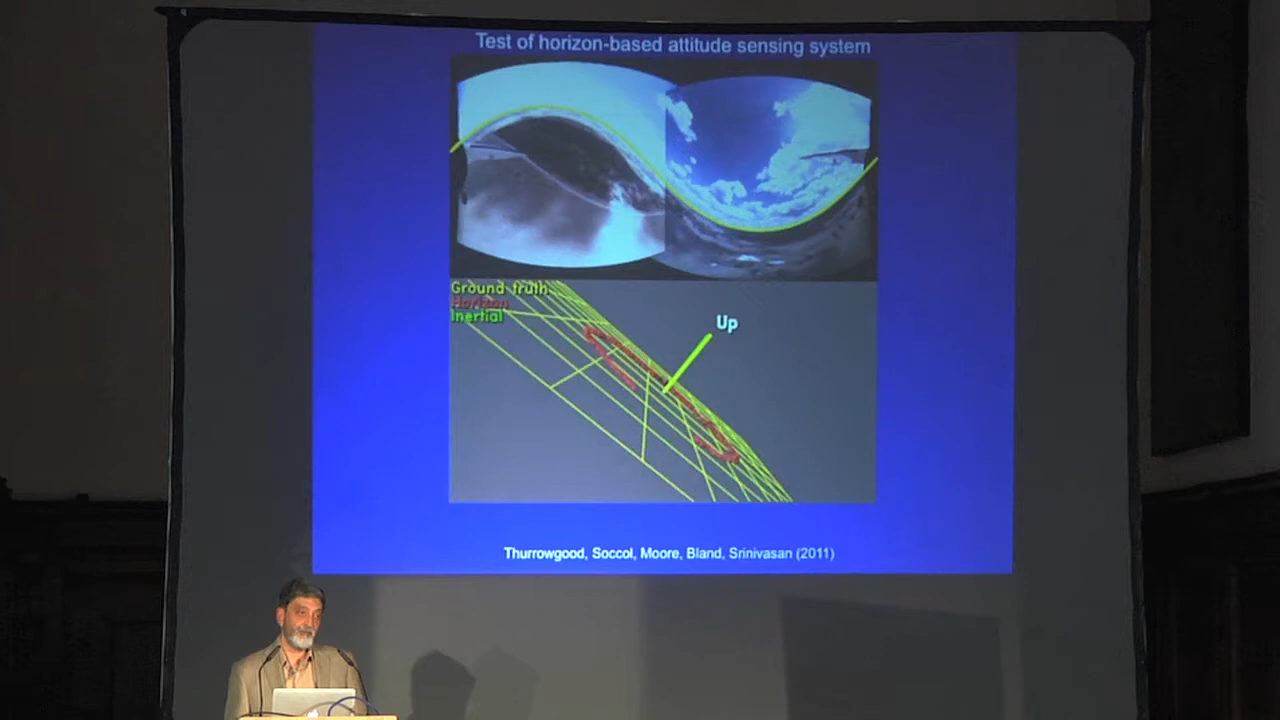 Test of horizon-based attitude sensing system
Ground truth
Horizon
Inertial
Up
Thurrowgood, Soccol, Moore, Bland, Srinivasan (2011)